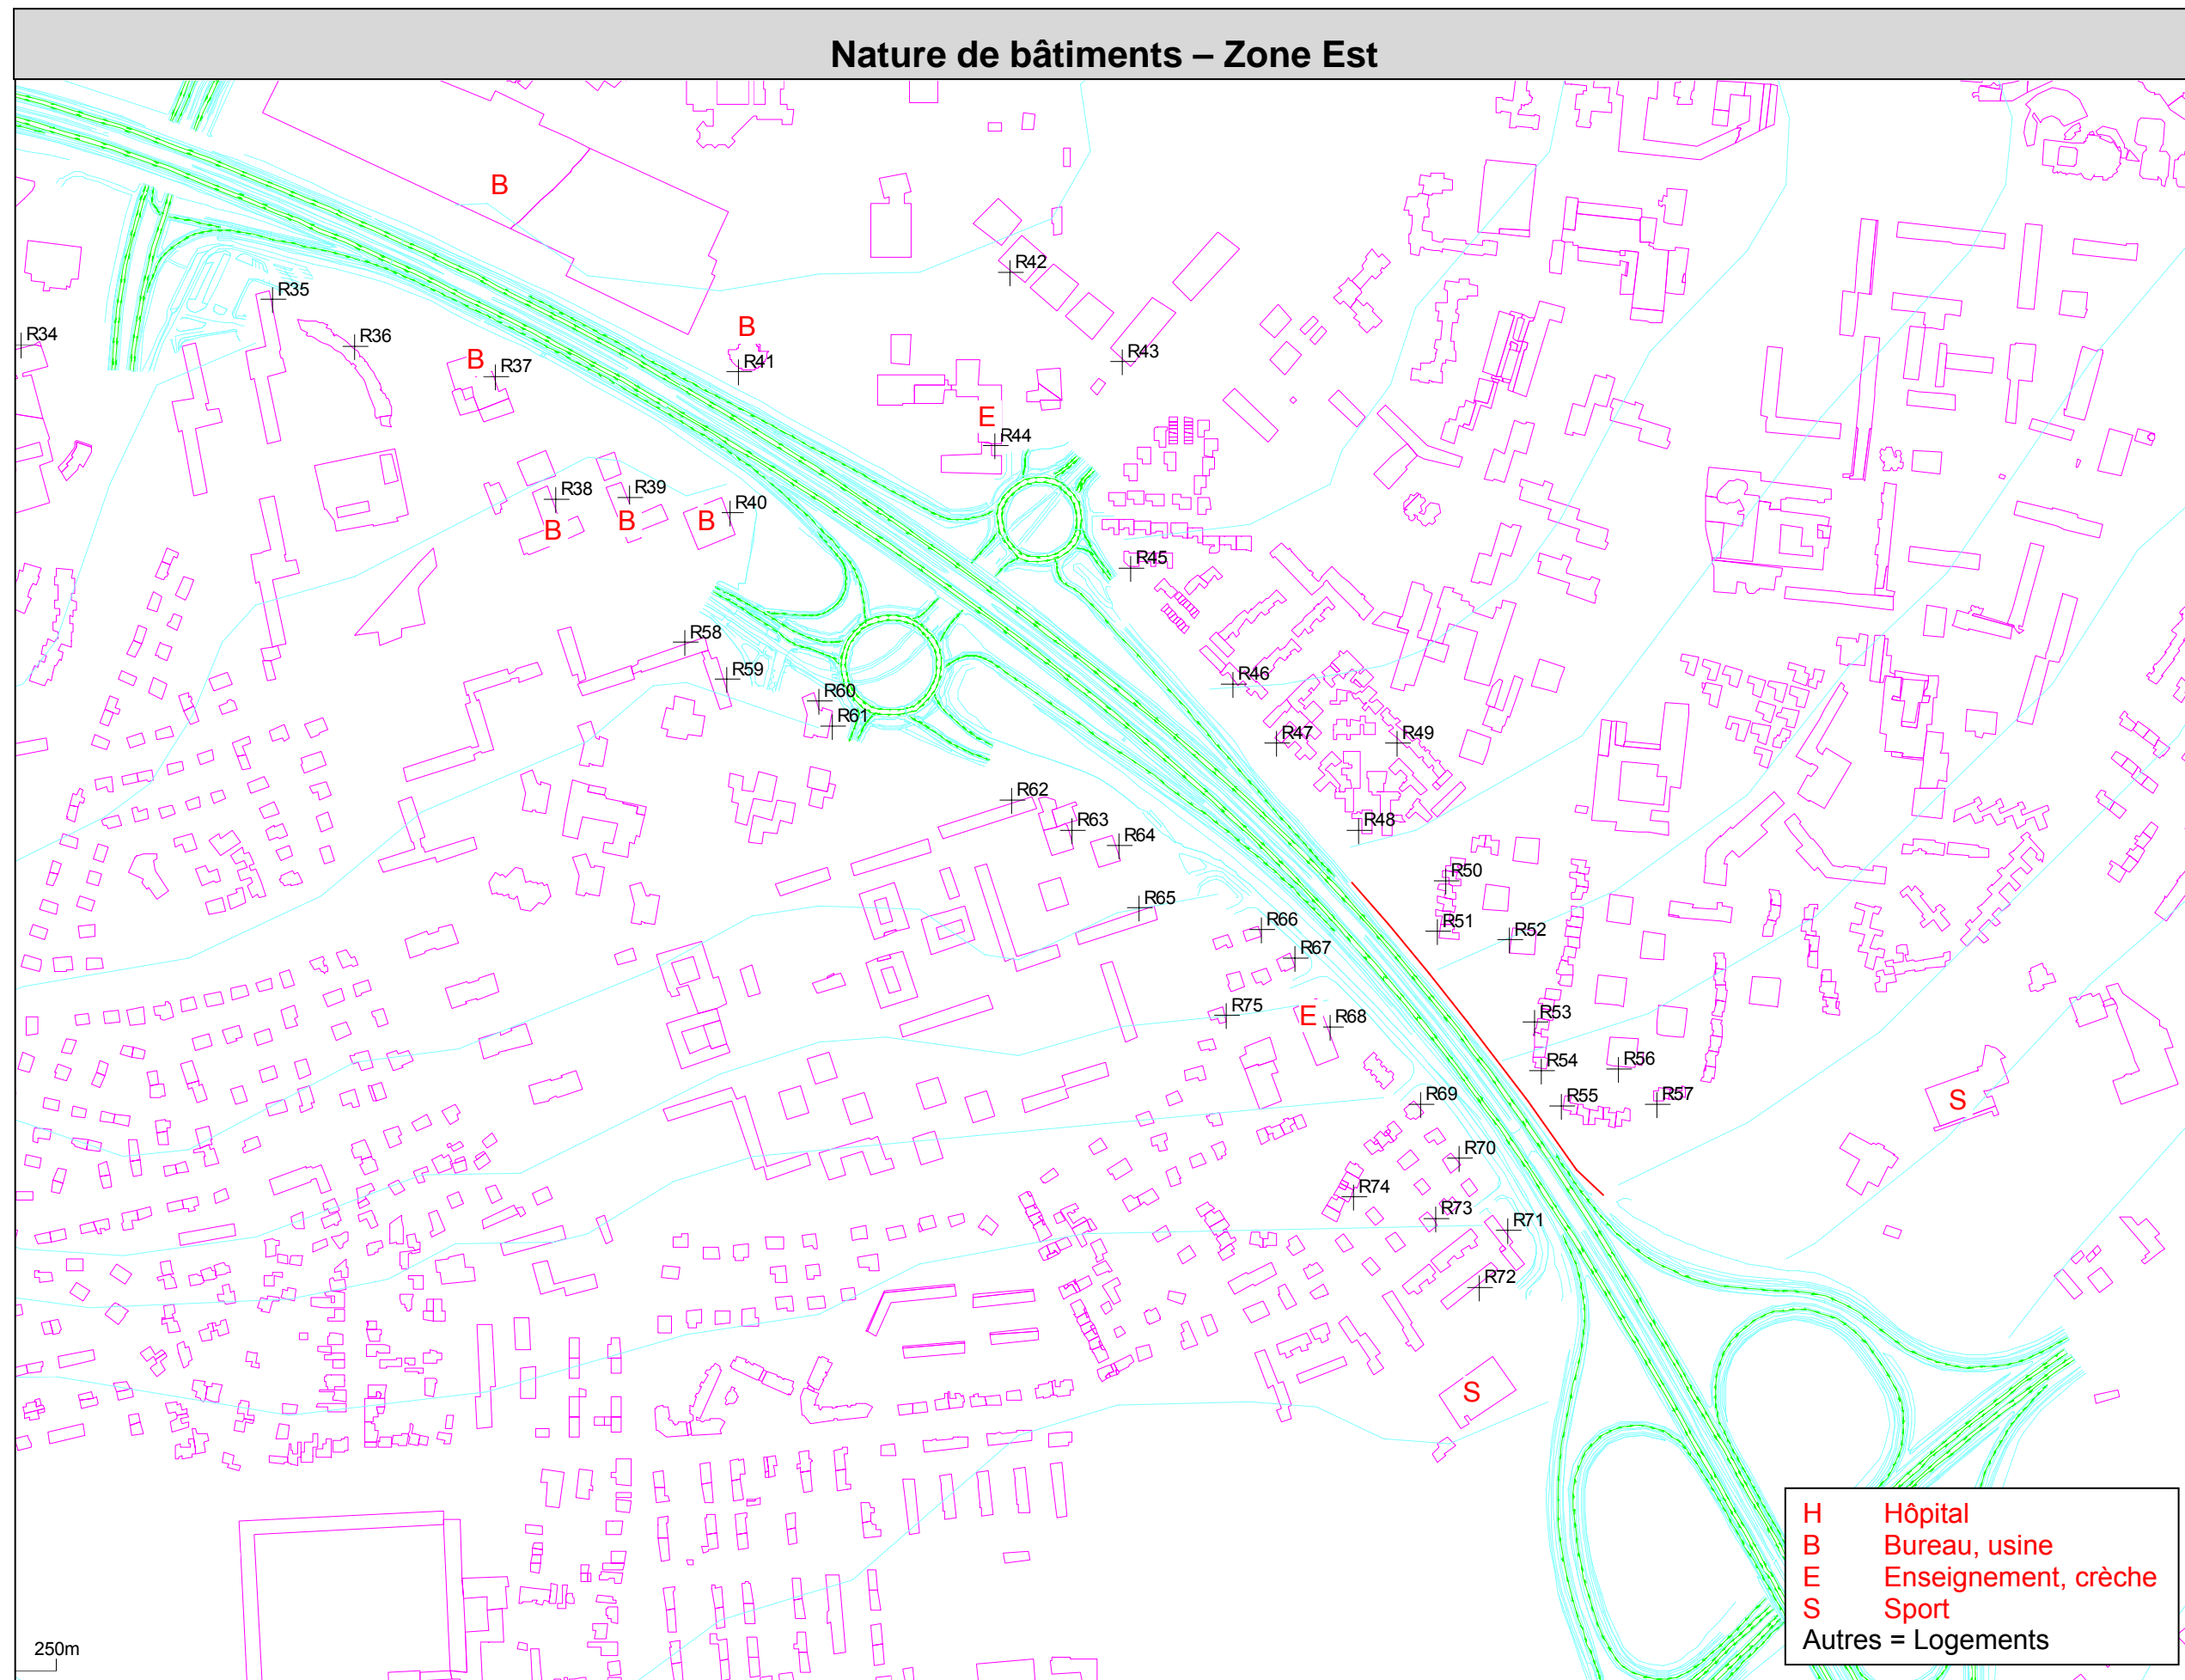 Nature de bâtiments – Zone Est
B
R42
R35
B
R34
R36
B
R37
R41
R43
E
R44
R38
R39
R40
B
B
B
R45
R58
R59
R46
R60
R61
R47
R49
R62
R63
R48
R64
R50
R65
R66
R51
R52
R67
R75
E
R68
R53
R54
R56
R69
R55
R57
S
R70
R74
R73
R71
R72
S
H Hôpital
B Bureau, usine
E Enseignement, crèche
S Sport
Autres = Logements
250m